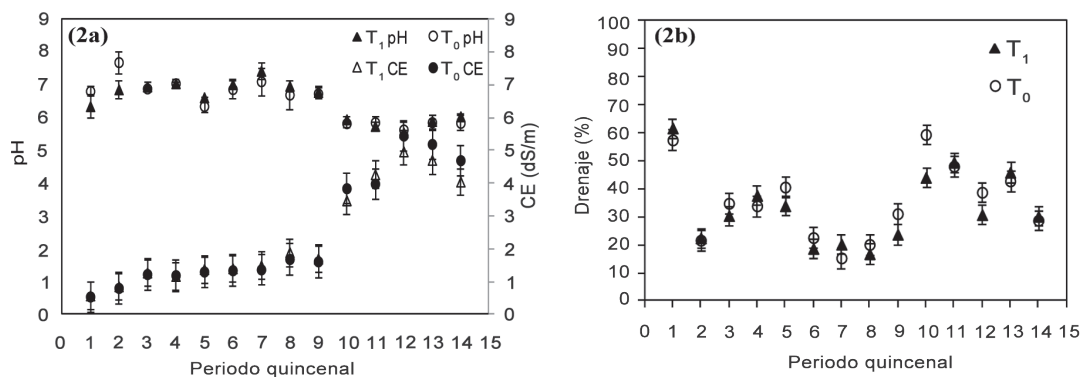 (2a)
T1 pH
T0 pH
T1 CE
T0 CE
9
8
7
6
5
4
3
2
1
0
pH
9
8
7
6
5
4
3
2
1
0
CE (dS/m)
0 1 2 3 4 5 6 7 8 9 10 11 12 13 14 15
Periodo quincenal
(2b)
T1
T0
100
90
80
70
60
50
40
30
20
10
0
Drenaje (%)
0 1 2 3 4 5 6 7 8 9 10 11 12 13 14 15
Periodo quincenal